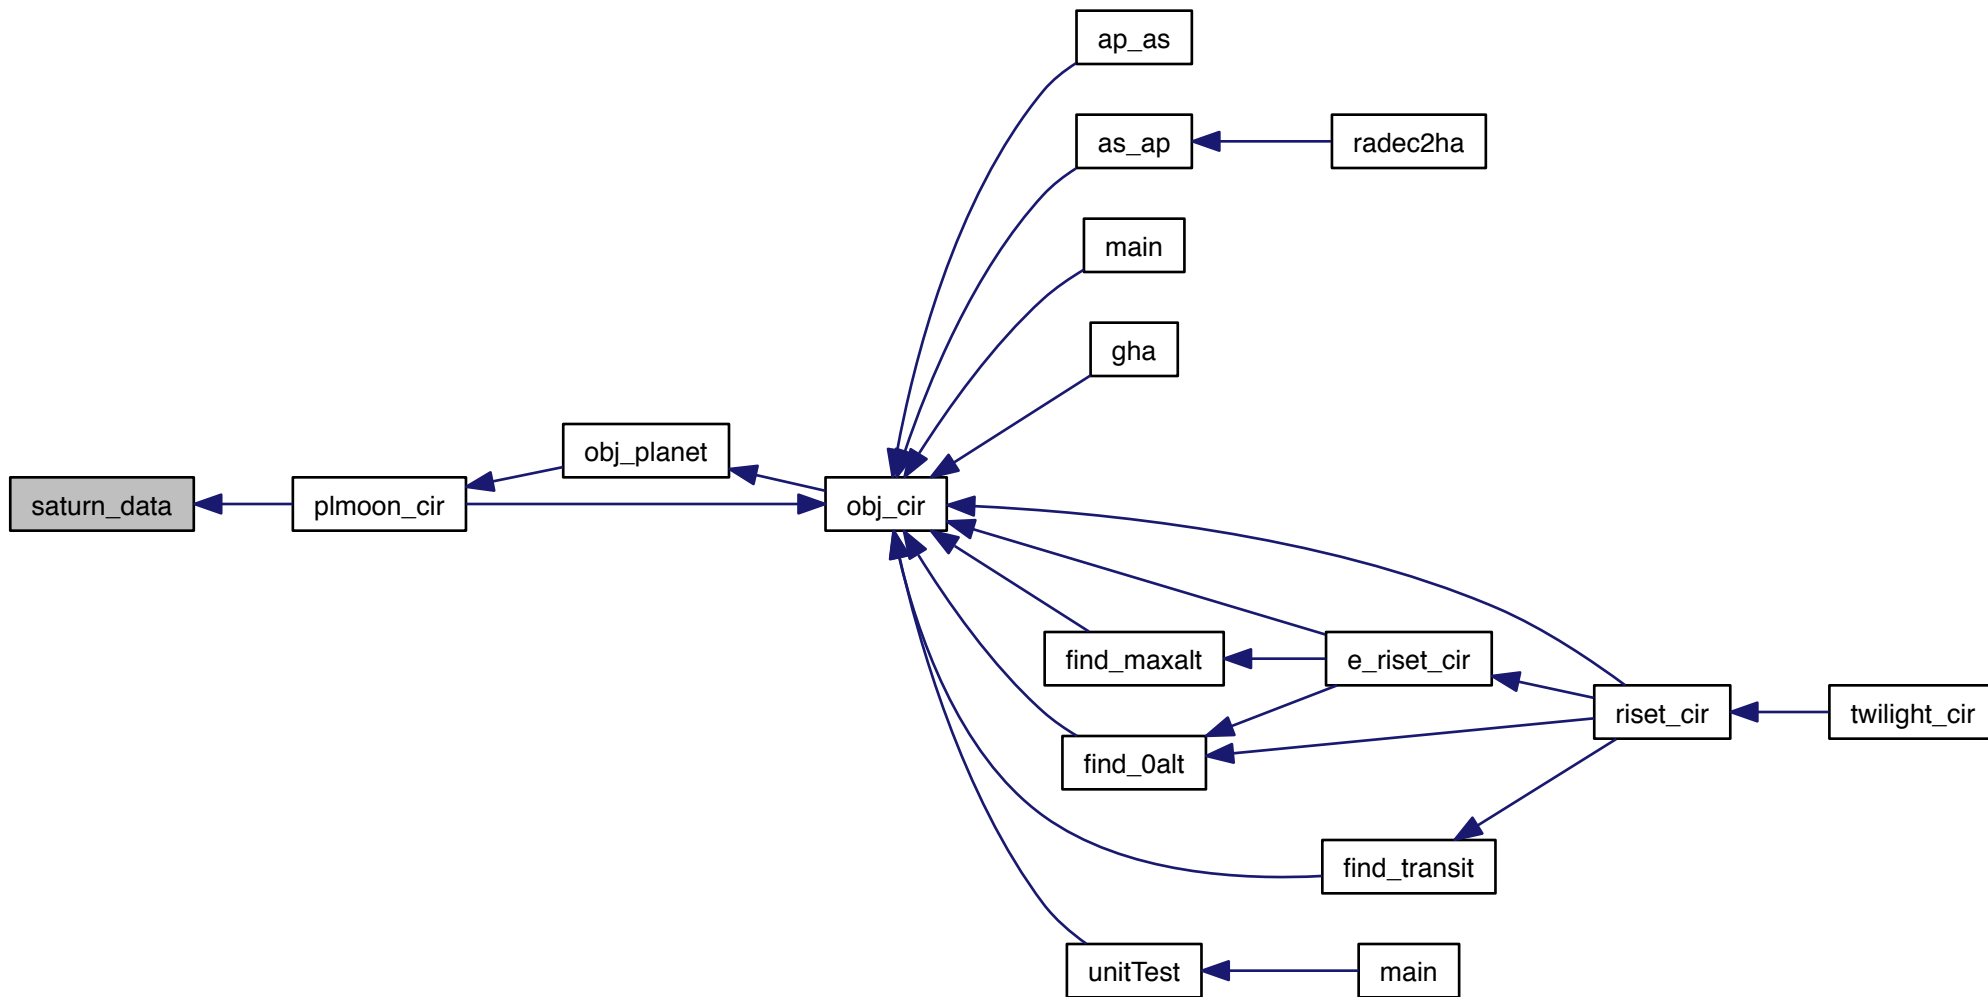 ap_as
as_ap
radec2ha
main
gha
obj_planet
saturn_data
plmoon_cir
obj_cir
find_maxalt
e_riset_cir
riset_cir
twilight_cir
find_0alt
find_transit
unitTest
main